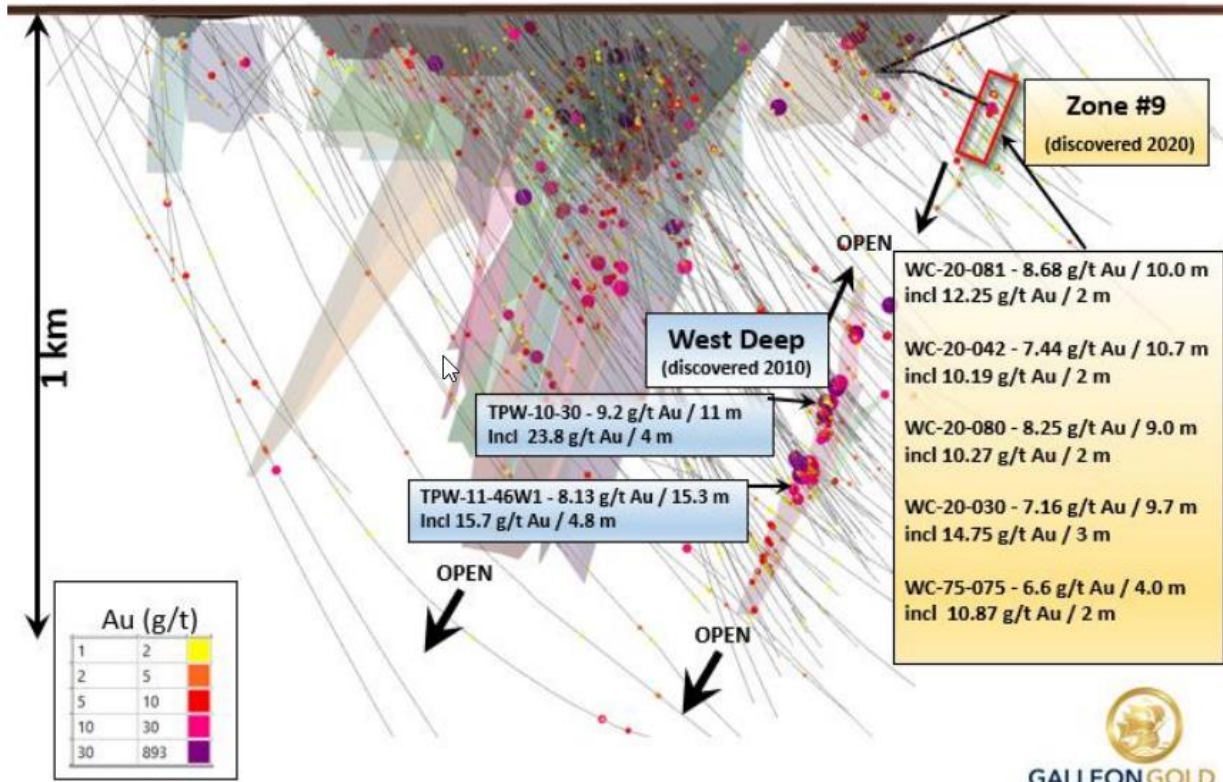 1 km
Zone #9
(discovered 2020)
OPEN
West Deep
(discovered 2010)
TPW-10-30 - 9.2 g/t Au / 11 m
Incl 23.8 g/t Au / 4 m
TPW-11-46W1 - 8.13 g/t Au / 15.3 m
Incl 15.7 g/t Au / 4.8 m
WC-20-081 - 8.68 g/t Au / 10.0 m
incl 12.25 g/t Au / 2 m
WC-20-042 - 7.44 g/t Au / 10.7 m
incl 10.19 g/t Au / 2 m
WC-20-080 - 8.25 g/t Au / 9.0 m
incl 10.27 g/t Au / 2 m
WC-20-030 - 7.16 g/t Au / 9.7 m
incl 14.75 g/t Au / 3 m
WC-75-075 - 6.6 g/t Au / 4.0 m
incl 10.87 g/t Au / 2 m
OPEN
OPEN
Au (g/t)
1 2
2 5
5 10
10 30
30 893
GALLEON GOLD